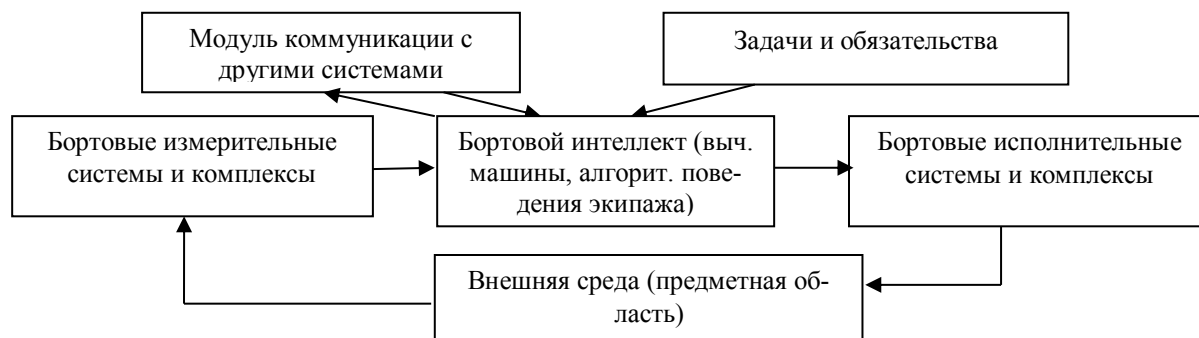 Модуль коммуникации с
другими системами
Задачи и обязательства
Бортовые измерительные
системы и комплексы
Бортовой интеллект (выч.
машины, алгорит. пове-
дения экипажа)
Бортовые исполнительные
системы и комплексы
Внешняя среда (предметная об-
ласть)